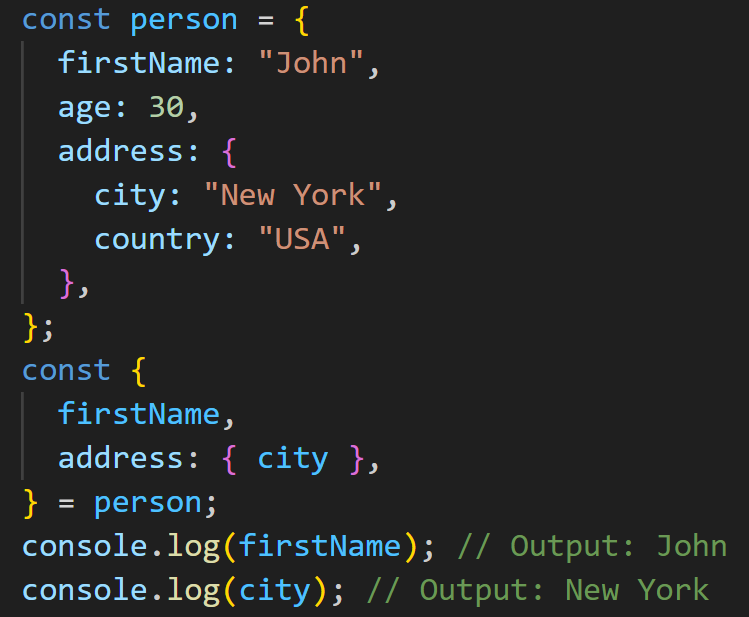 const person = {
  firstName: "John",
  age: 30,
  address: {
    city: "New York",
    country: "USA",
  },
};
const {
  firstName,
  address: { city },
} = person;
console.log(firstName); // Output: John
console.log(city); // Output: New York